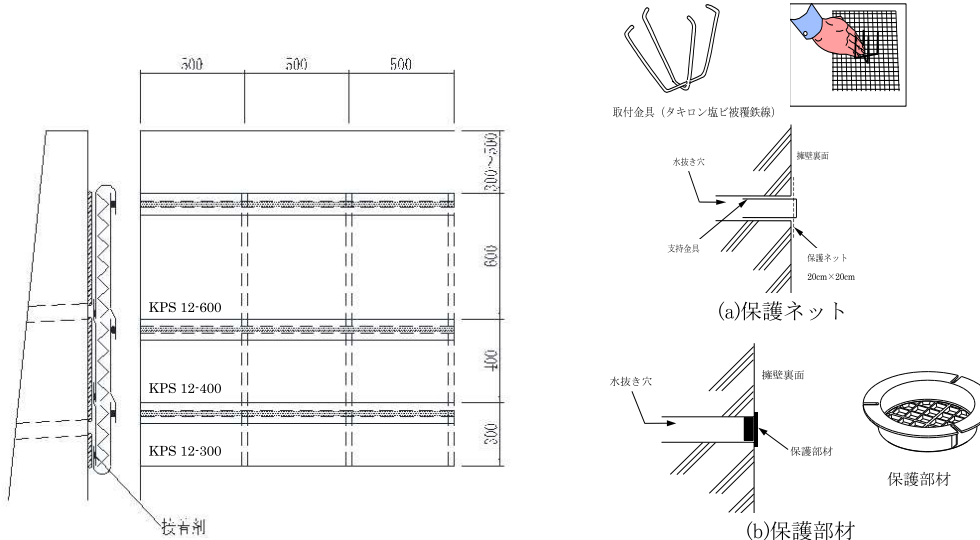 500
500
500
300～500
600
400
300
KPS 12-600
KPS 12-400
KPS 12-300
接着剤
取付金具（タキロン塩ビ被覆鉄線）
水抜き穴
擁壁裏面
支持金具
保護ネット
20cm×20cm
(a)保護ネット
水抜き穴
擁壁裏面
保護部材
保護部材
(b)保護部材